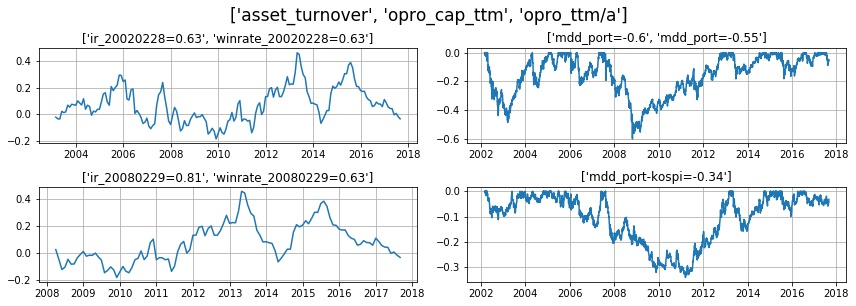 ['asset_turnover', 'opro_cap_ttm', 'opro_ttm/a']
['ir_20020228=0.63', 'winrate_20020228=0.63']
0.4
0.2
0.0
−0.2
2004 2006 2008 2010 2012 2014 2016 2018
['mdd_port=-0.6', 'mdd_port=-0.55']
0.0
−0.2
−0.4
−0.6
2002 2004 2006 2008 2010 2012 2014 2016 2018
['ir_20080229=0.81', 'winrate_20080229=0.63']
0.4
0.2
0.0
−0.2
2008 2009 2010 2011 2012 2013 2014 2015 2016 2017 2018
['mdd_port-kospi=-0.34']
0.0
−0.1
−0.2
−0.3
2002 2004 2006 2008 2010 2012 2014 2016 2018